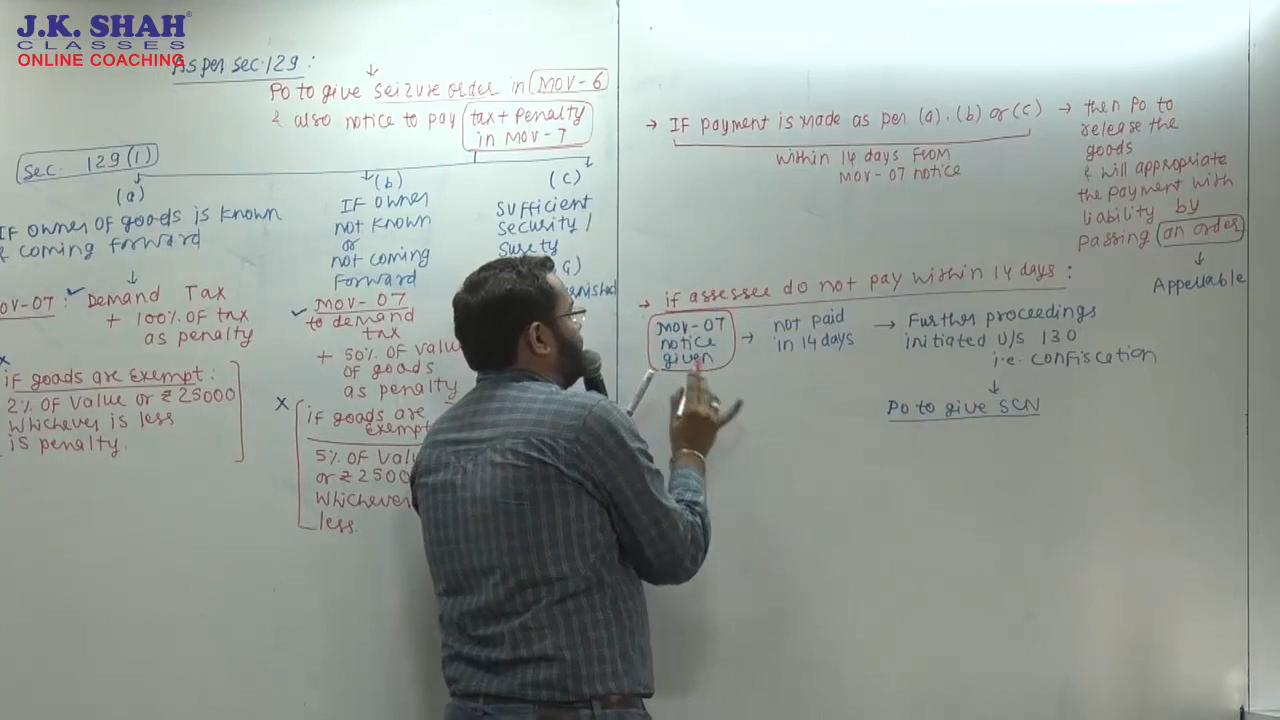 J.K. SHAH®
CLASSES
ONLINE COACHING
As per sec. 129 :
PO to give seizure order in MOV-6
& also notice to pay tax + Penalty
in MOV-7
Sec. 129(1)
(a)
IF owner of goods is known
& coming forward
MOV-07 : Demand Tax
+ 100% of tax
as penalty
x
if goods are exempt :
2% of value or ₹ 25000
whichever is less
is penalty.
(b)
IF owner
not known
or
not coming
forward
MOV-07
to demand
tax
+ 50% of value
of goods
as penalty
x
if goods are
exempt
5% of value
or ₹ 2500
whichever
less.
(c)
sufficient
security /
surety
→ IF payment is made as per (a). (b) or (c) → then PO to
release the
goods
& will appropriate
the payment with
liability by
passing an order
within 14 days from
MOV-07 notice
Appellable
→ if assessee do not pay within 14 days :
MOV-07
notice
given
→ not paid
in 14 days
→ Further proceedings
initiated U/s 130
i.e. confiscation
PO to give SCN